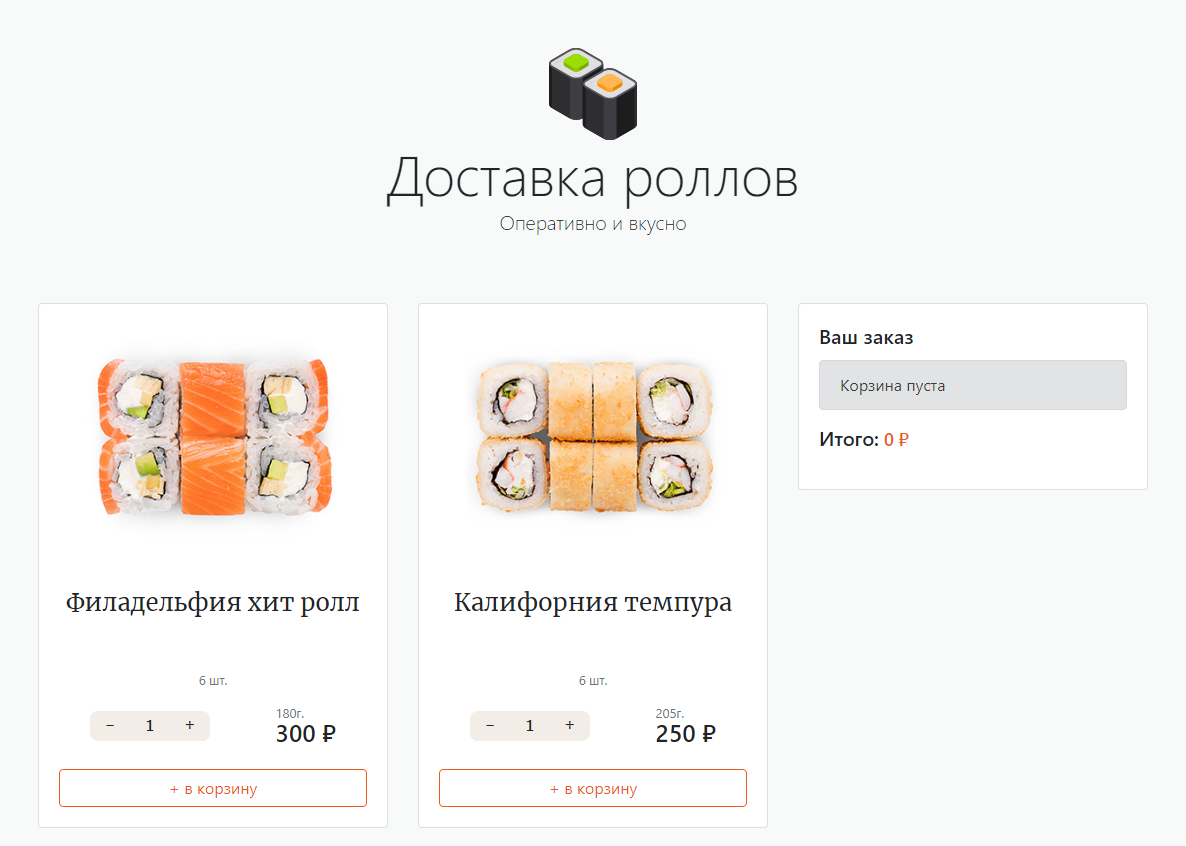 Доставка роллов
Оперативно и вкусно
Филадельфия хит ролл
6 шт.
− 1 +
180г.
300 ₽
+ в корзину
Калифорния темпура
6 шт.
− 1 +
205г.
250 ₽
+ в корзину
Ваш заказ
Корзина пуста
Итого: 0 ₽